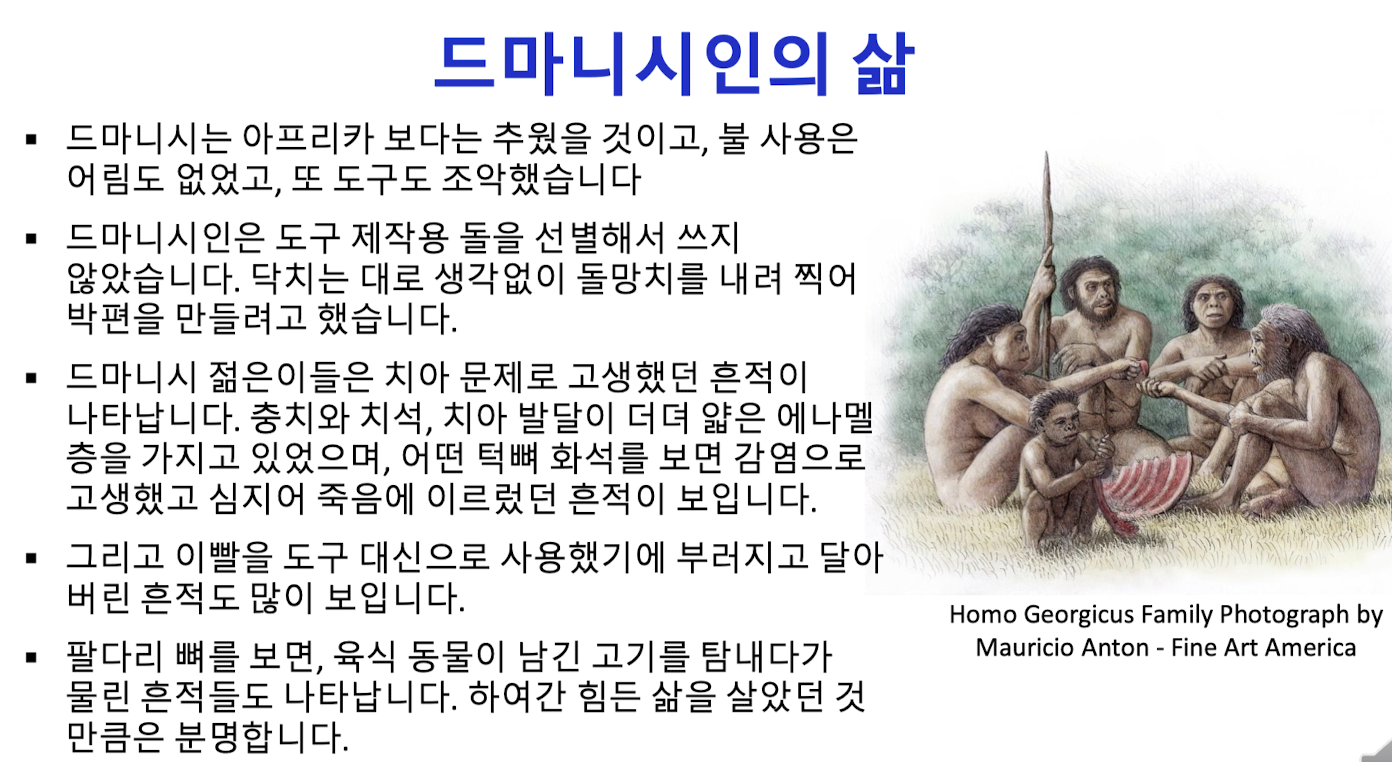 드마니시인의 삶
▪ 드마니시는 아프리카 보다는 추웠을 것이고, 불 사용은
어림도 없었고, 또 도구도 조악했습니다
▪ 드마니시인은 도구 제작용 돌을 선별해서 쓰지
않았습니다. 닥치는 대로 생각없이 돌망치를 내려 찍어
박편을 만들려고 했습니다.
▪ 드마니시 젊은이들은 치아 문제로 고생했던 흔적이
나타납니다. 충치와 치석, 치아 발달이 더뎌 얇은 에나멜
층을 가지고 있었으며, 어떤 턱뼈 화석를 보면 감염으로
고생했고 심지어 죽음에 이르렀던 흔적이 보입니다.
▪ 그리고 이빨을 도구 대신으로 사용했기에 부러지고 달아
버린 흔적도 많이 보입니다.
▪ 팔다리 뼈를 보면, 육식 동물이 남긴 고기를 탐내다가
물린 흔적들도 나타납니다. 하여간 힘든 삶을 살았던 것
만큼은 분명합니다.
Homo Georgicus Family Photograph by
Mauricio Anton - Fine Art America